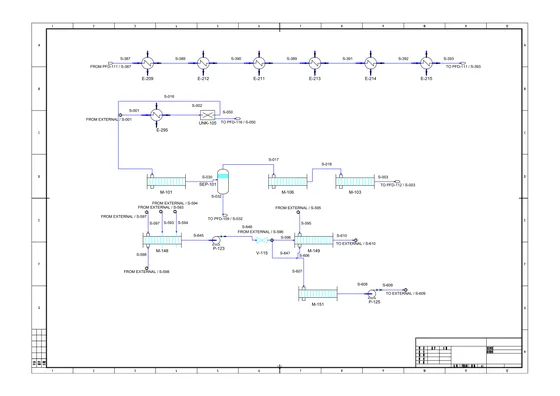 S-387 S-388 S-390 S-389 S-391 S-392 S-393
FROM PFD-111 / S-387 TO PFD-111 / S-393
E-209 E-212 E-211 E-213 E-214 E-215
S-016
S-002
S-001 S-050
FROM EXTERNAL / S-001 TO PFD-116 / S-050
UNK-105
E-295
S-017
S-018
S-030 S-003
SEP-101 TO PFD-112 / S-003
M-101 M-106 M-103
S-032
FROM EXTERNAL / S-594
FROM EXTERNAL / S-593 FROM EXTERNAL / S-595
FROM EXTERNAL / S-597
TO PFD-106 / S-032
S-597 S-593 S-594 S-595
S-646
FROM EXTERNAL / S-596
S-645 S-596 S-610
TO EXTERNAL / S-610
P-123
M-148 V-115 M-149
S-598 S-647 S-606
FROM EXTERNAL / S-598
S-607
S-608 S-609
TO EXTERNAL / S-609
M-151 P-125